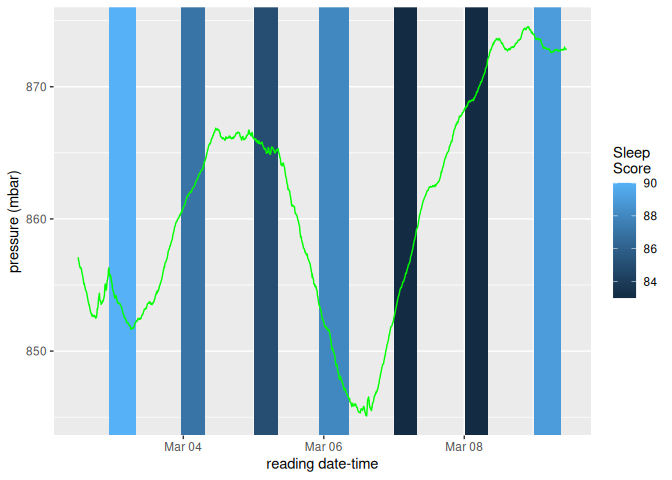 870
860
850
pressure (mbar)
Mar 04
Mar 06
Mar 08
reading date-time
Sleep
Score
90
88
86
84